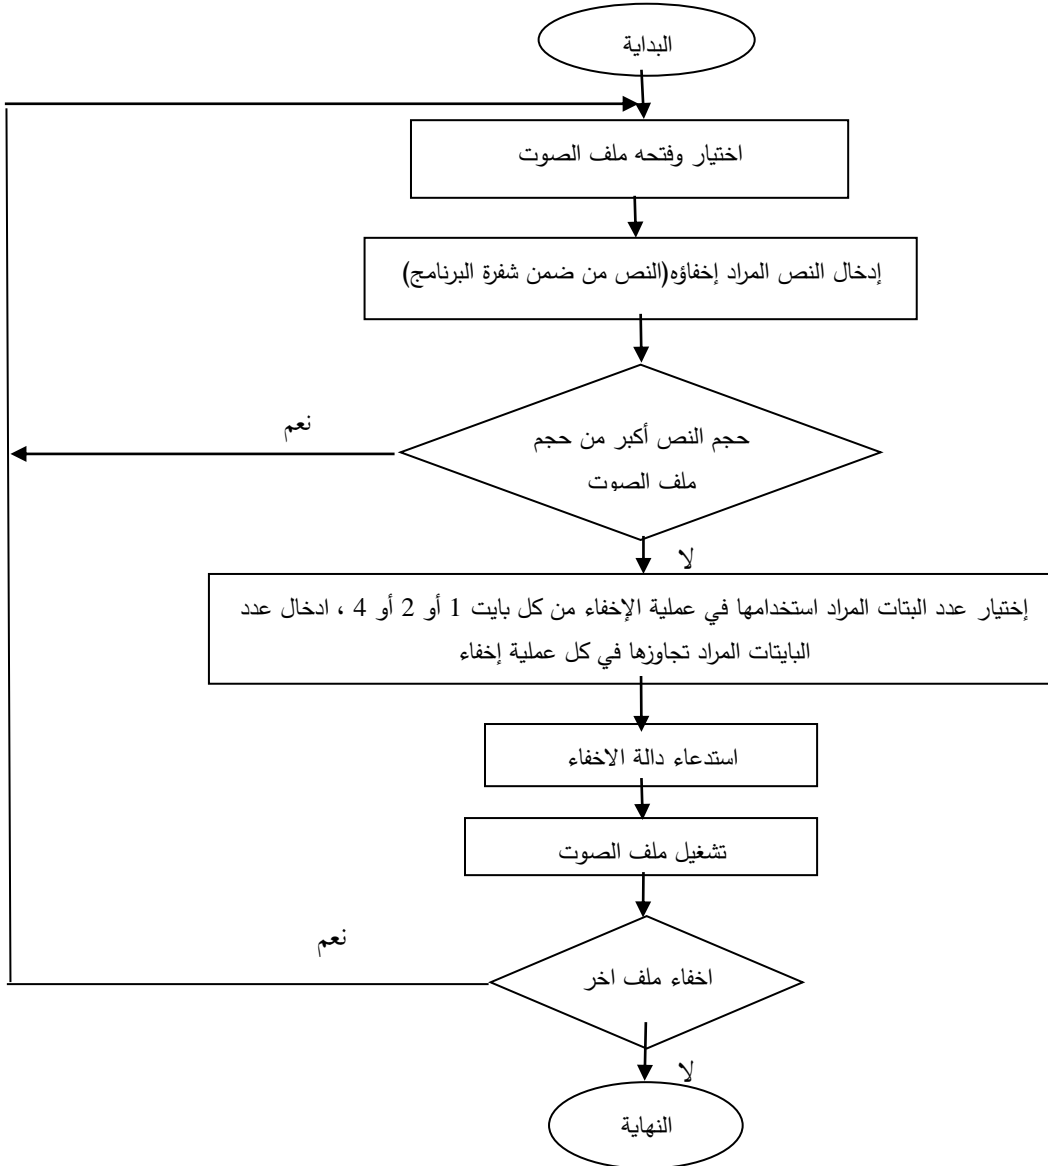 البداية
اختيار وفتحه ملف الصوت
إدخال النص المراد إخفاؤه(النص من ضمن شفرة البرنامج)
حجم النص أكبر من حجم
ملف الصوت
نعم
لا
إختيار عدد البتات المراد استخدامها في عملية الإخفاء من كل بايت 1 أو 2 أو 4 ، ادخال عدد
البايتات المراد تجاوزها في كل عملية إخفاء
استدعاء دالة الاخفاء
تشغيل ملف الصوت
اخفاء ملف اخر
نعم
لا
النهاية